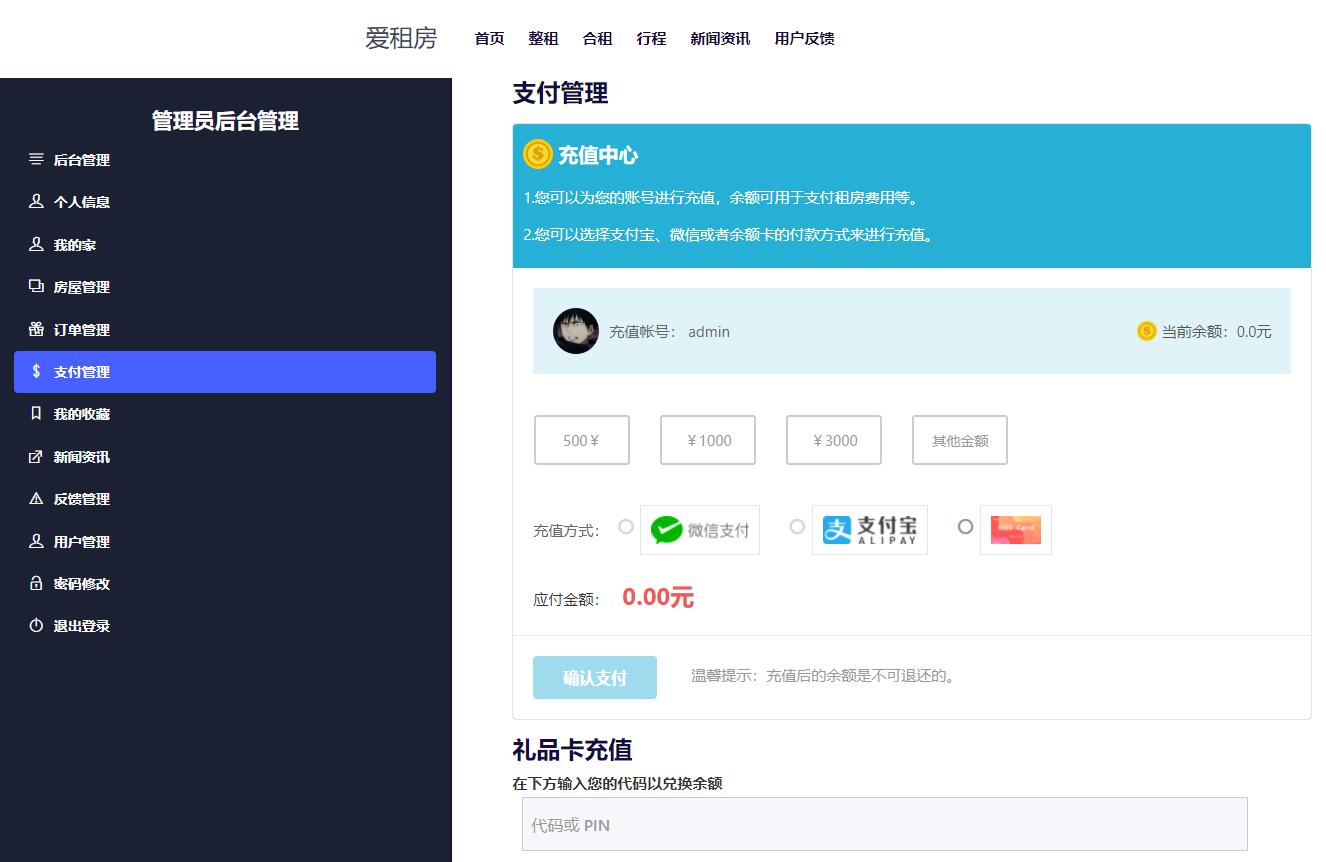 爱租房 首页 整租 合租 行程 新闻资讯 用户反馈
管理员后台管理
后台管理
个人信息
我的家
房屋管理
订单管理
支付管理
我的收藏
新闻资讯
反馈管理
用户管理
密码修改
退出登录
支付管理
充值中心
1.您可以为您的账号进行充值，余额可用于支付租房费用等。
2.您可以选择支付宝、微信或者余额卡的付款方式来进行充值。
充值帐号： admin 当前余额：0.0元
500￥ ￥1000 ￥3000 其他金额
充值方式： 微信支付 支付宝
ALIPAY
应付金额： 0.00元
确认支付 温馨提示：充值后的余额是不可退还的。
礼品卡充值
在下方输入您的代码以兑换余额
代码或 PIN